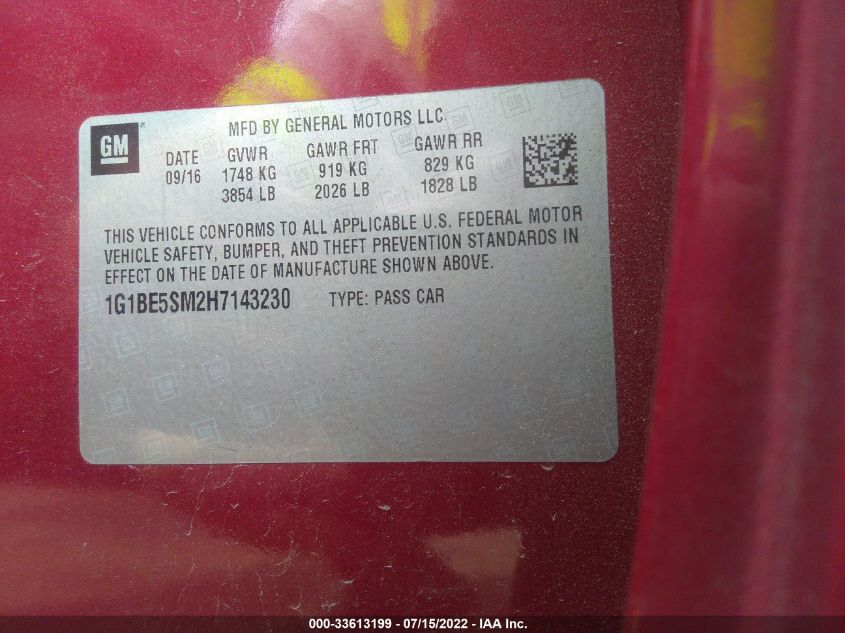 GM
MFD BY GENERAL MOTORS LLC
DATE GVWR GAWR FRT GAWR RR
09/16 1748 KG 919 KG 829 KG
3854 LB 2026 LB 1828 LB
THIS VEHICLE CONFORMS TO ALL APPLICABLE U.S. FEDERAL MOTOR
VEHICLE SAFETY, BUMPER, AND THEFT PREVENTION STANDARDS IN
EFFECT ON THE DATE OF MANUFACTURE SHOWN ABOVE.
1G1BE5SM2H7143230 TYPE: PASS CAR
000-33613199 - 07/15/2022 - IAA Inc.